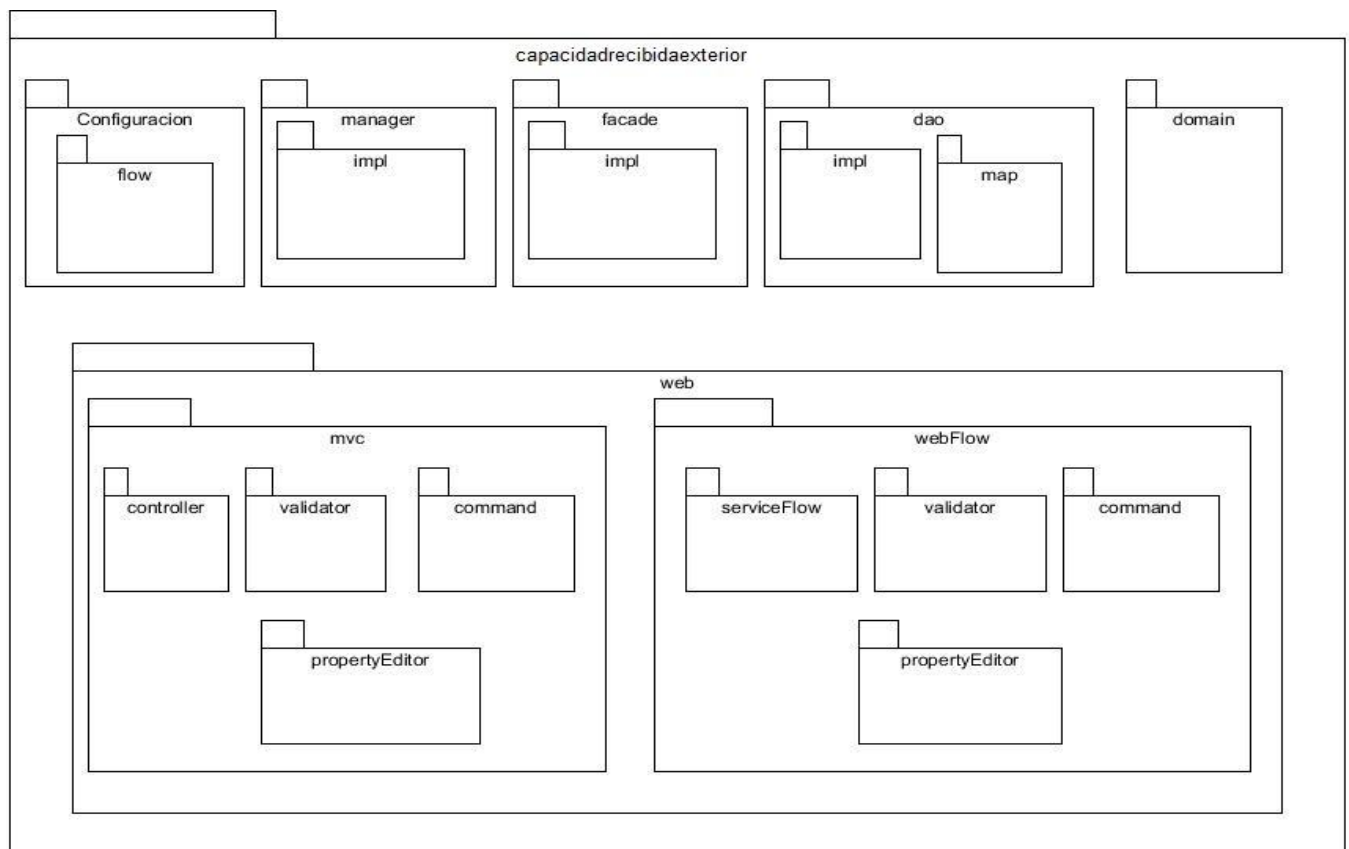 capacidadrecibidaexterior
Configuracion manager facade dao domain
impl impl impl
flow map
web
mvc webFlow
controller validator command serviceFlow validator command
propertyEditor propertyEditor